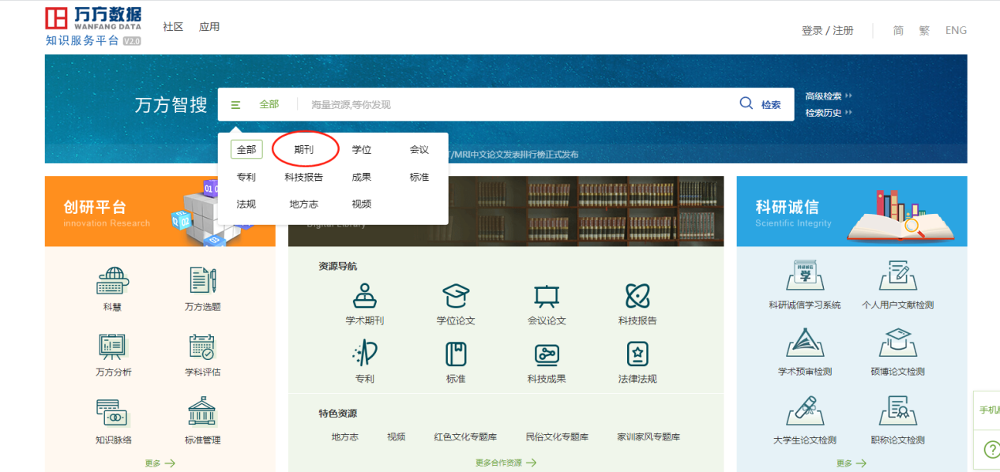 万方数据
WANFANG DATA
知识服务平台 V2.0
社区 应用
登录 / 注册 简 繁 ENG
万方智搜 全部 海量资源,等你发现 检索
高级检索
检索历史
全部 期刊 学位 会议
/MRI中文论文发表排行榜正式发布
专利 科技报告 成果 标准
法规 地方志 视频
创研平台
Innovation Research
Digital Library
科研诚信
Scientific Integrity
01
02
02
03
资源导航
科慧 万方选题
学术期刊 学位论文 会议论文 科技报告
科研诚信学习系统 个人用户文献检测
万方分析 学科评估
专利 标准 科技成果 法律法规
学术预审检测 硕博论文检测
特色资源
知识脉络 标准管理
地方志 视频 红色文化专题库 民俗文化专题库 家训家风专题库
大学生论文检测 职称论文检测
更多
更多合作资源
更多
手机